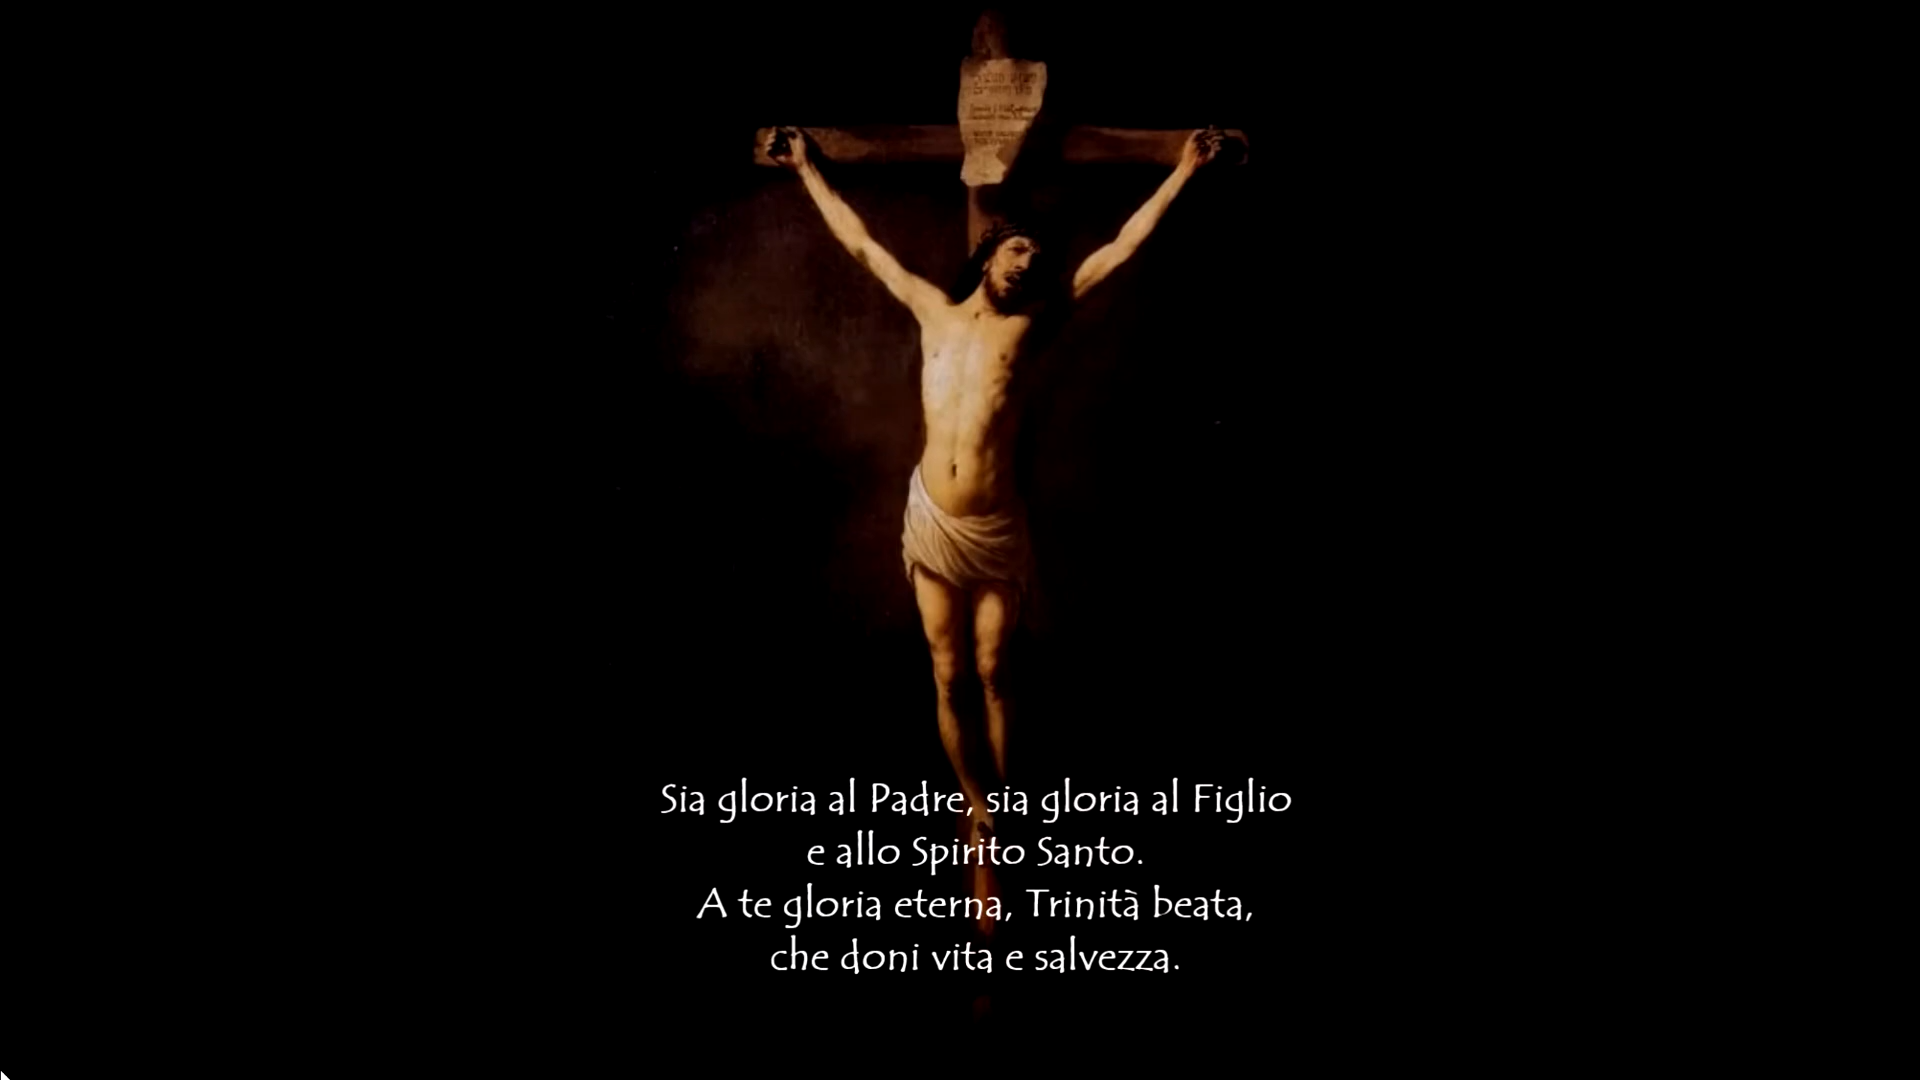 Sia gloria al Padre, sia gloria al Figlio
e allo Spirito Santo.
A te gloria eterna, Trinità beata,
che doni vita e salvezza.